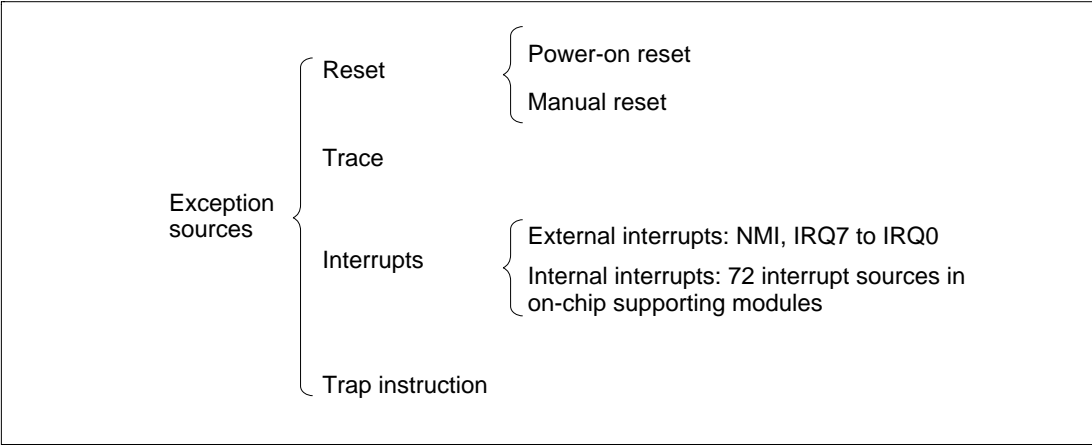 Exception
sources
Reset
Power-on reset
Manual reset
Trace
Interrupts
External interrupts: NMI, IRQ7 to IRQ0
Internal interrupts: 72 interrupt sources in
on-chip supporting modules
Trap instruction